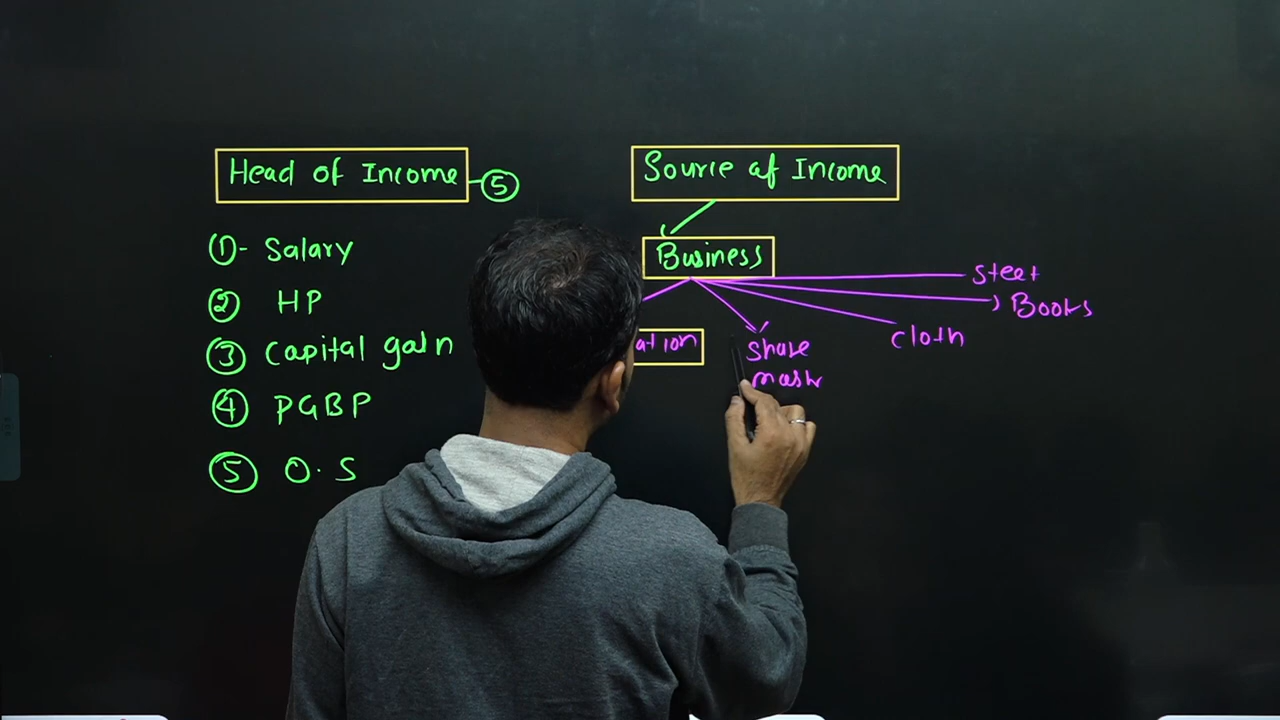 Head of Income
5
① - Salary
② HP
③ Capital gain
④ PGBP
⑤ O.S
Source of Income
Business
Steel
Books
Cloth
Share